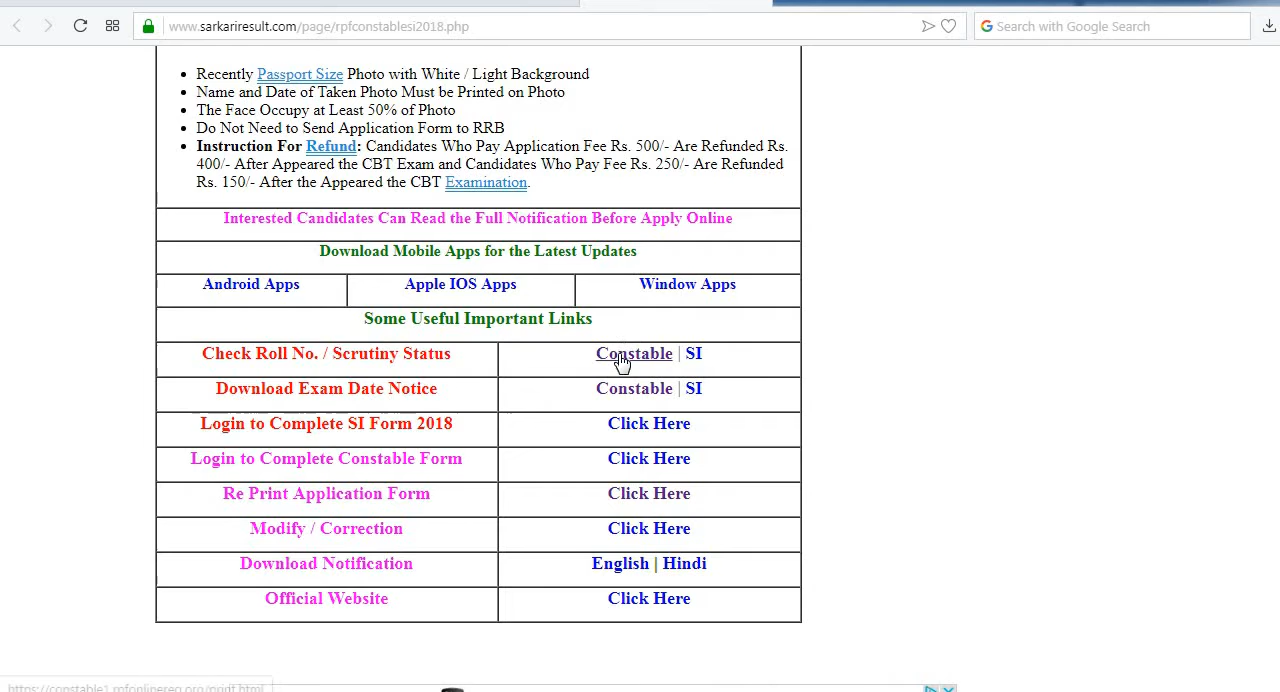 www.sarkariresult.com/page/rpfconstablesi2018.php
Search with Google Search
Recently Passport Size Photo with White / Light Background
Name and Date of Taken Photo Must be Printed on Photo
The Face Occupy at Least 50% of Photo
Do Not Need to Send Application Form to RRB
Instruction For Refund: Candidates Who Pay Application Fee Rs. 500/- Are Refunded Rs.
400/- After Appeared the CBT Exam and Candidates Who Pay Fee Rs. 250/- Are Refunded
Rs. 150/- After the Appeared the CBT Examination.
Interested Candidates Can Read the Full Notification Before Apply Online
Download Mobile Apps for the Latest Updates
Android Apps Apple IOS Apps Window Apps
Some Useful Important Links
Check Roll No. / Scrutiny Status Constable | SI
Download Exam Date Notice Constable | SI
Login to Complete SI Form 2018 Click Here
Login to Complete Constable Form Click Here
Re Print Application Form Click Here
Modify / Correction Click Here
Download Notification English | Hindi
Official Website Click Here